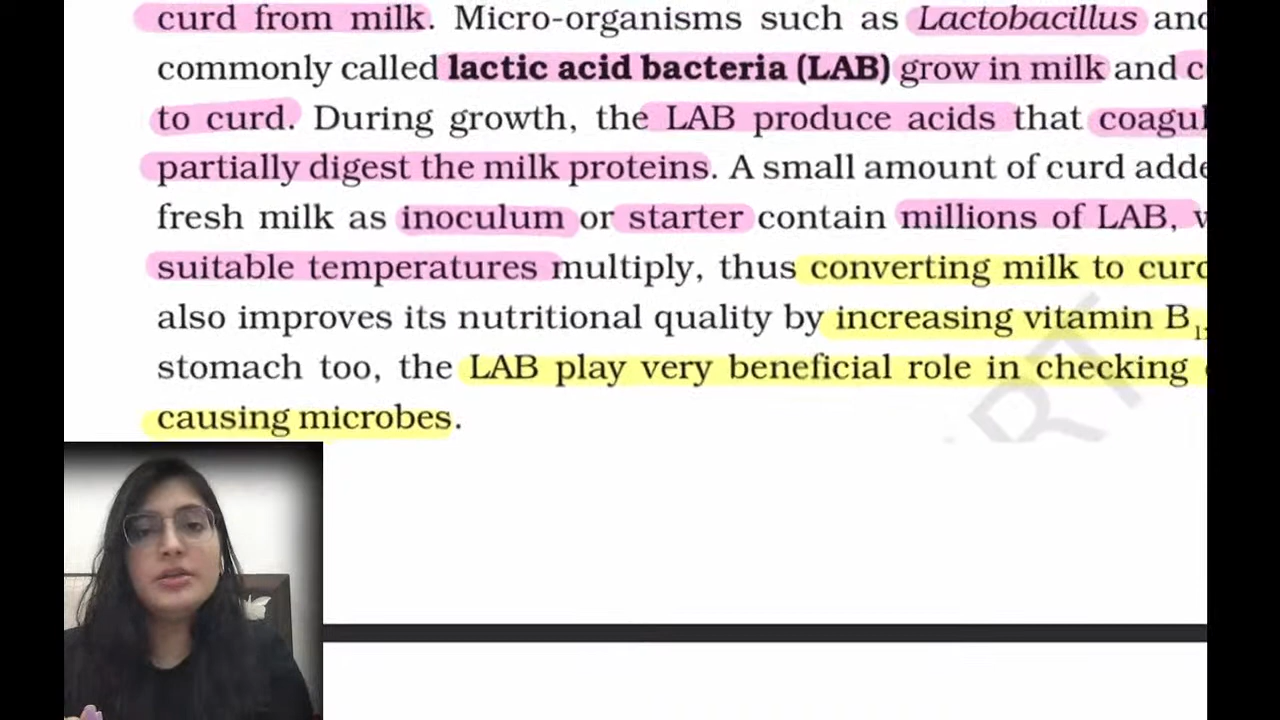 curd from milk. Micro-organisms such as Lactobacillus and
commonly called lactic acid bacteria (LAB) grow in milk and
to curd. During growth, the LAB produce acids that
partially digest the milk proteins. A small amount of curd
fresh milk as inoculum or starter contain millions of LAB,
suitable temperatures multiply, thus converting milk to curd
also improves its nutritional quality by increasing vitamin B
stomach too, the LAB play very beneficial role in checking
causing microbes.